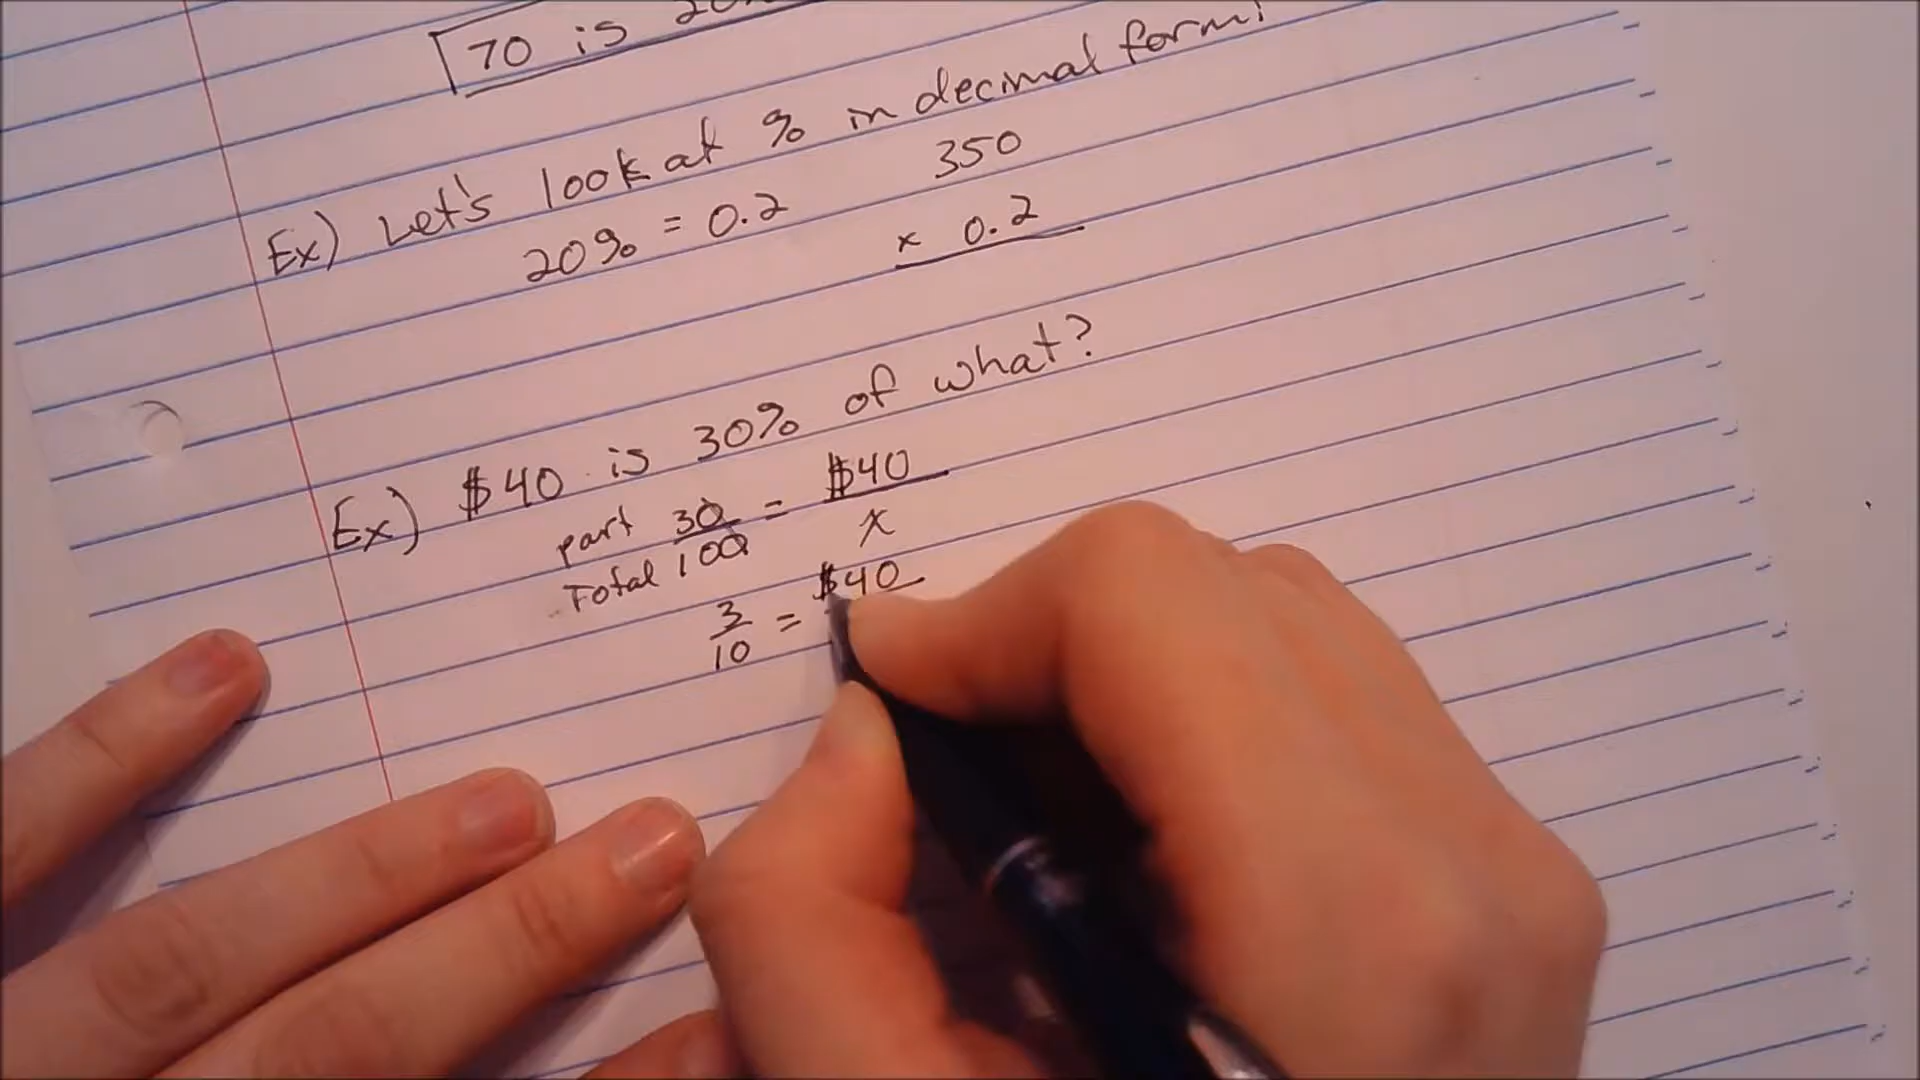 70 is
Ex) Let's look at % in decimal form!
20% = 0.2
350
x 0.2
Ex) $40 is 30% of what?
part 30 = $40
Total 100 x
3 = $40
10